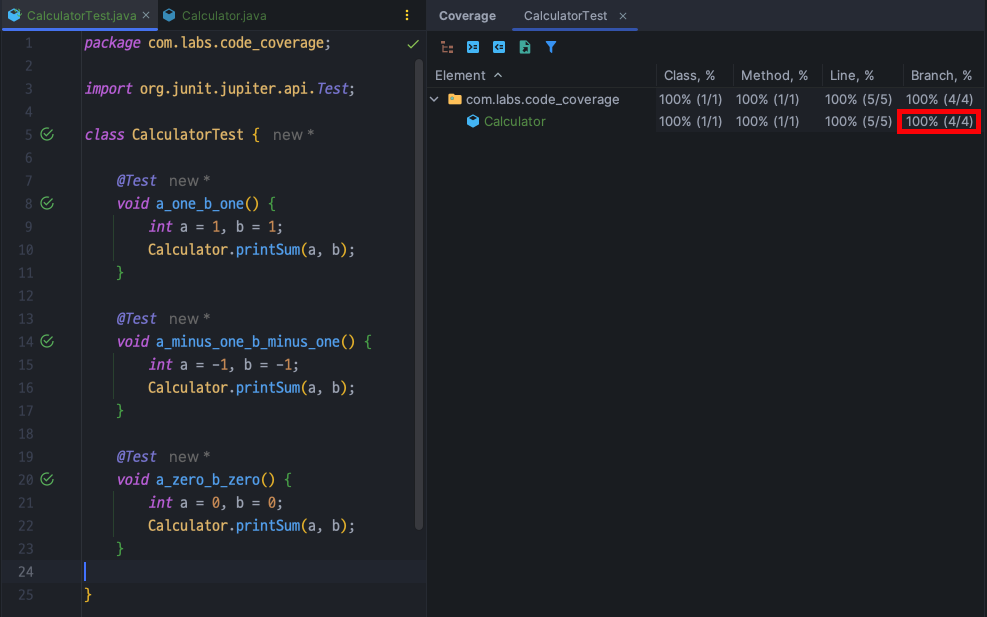 CalculatorTest.java
Calculator.java
1 package com.labs.code_coverage;
2
3 import org.junit.jupiter.api.Test;
4
5 class CalculatorTest { new *
6
7 @Test new *
8 void a_one_b_one() {
9 int a = 1, b = 1;
10 Calculator.printSum(a, b);
11 }
12
13 @Test new *
14 void a_minus_one_b_minus_one() {
15 int a = -1, b = -1;
16 Calculator.printSum(a, b);
17 }
18
19 @Test new *
20 void a_zero_b_zero() {
21 int a = 0, b = 0;
22 Calculator.printSum(a, b);
23 }
24
25 }
Coverage CalculatorTest
Element Class, % Method, % Line, % Branch, %
com.labs.code_coverage 100% (1/1) 100% (1/1) 100% (5/5) 100% (4/4)
Calculator 100% (1/1) 100% (1/1) 100% (5/5) 100% (4/4)